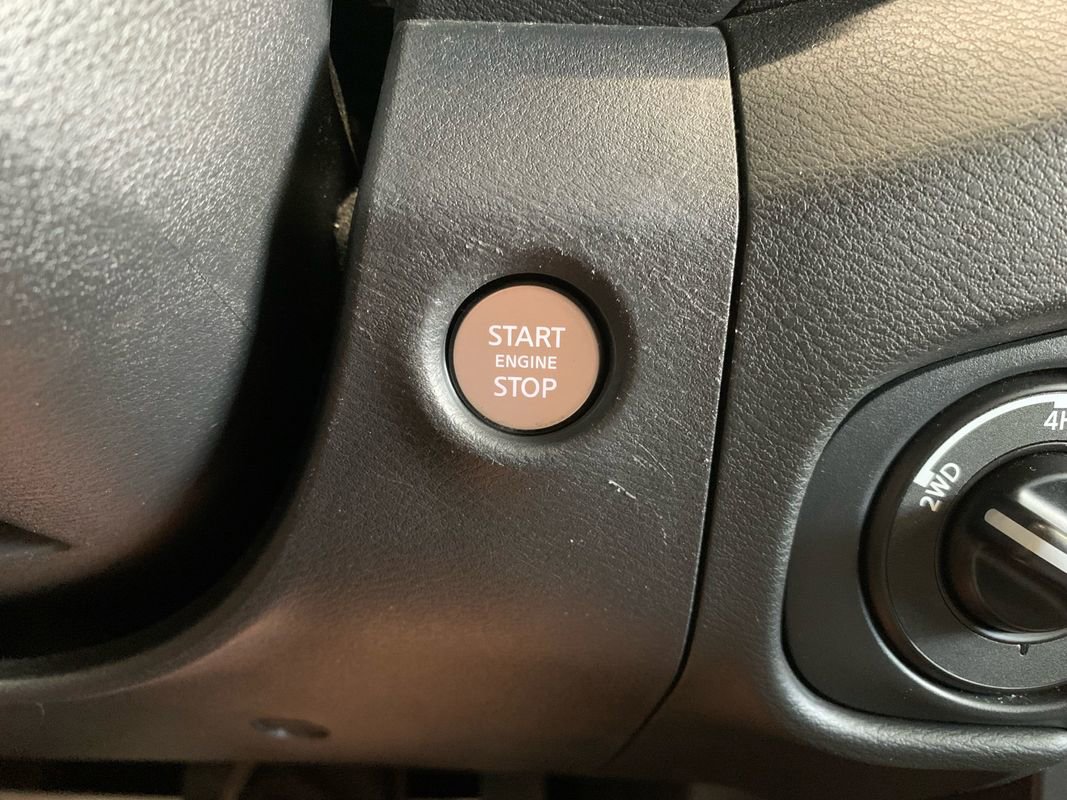 START
ENGINE
STOP
2WD
4H